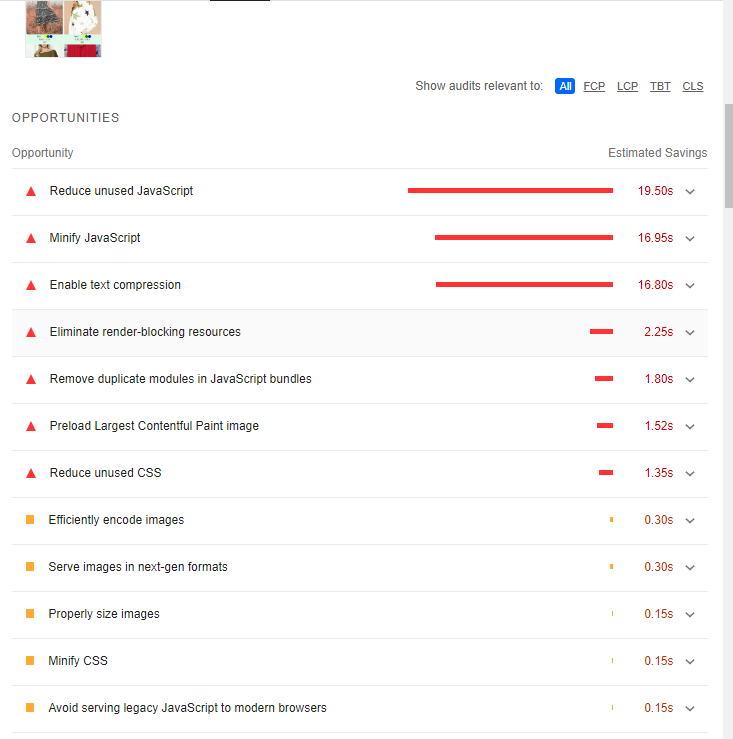 Show audits relevant to: All FCP LCP TBT CLS
OPPORTUNITIES
Opportunity Estimated Savings
Reduce unused JavaScript 19.50s
Minify JavaScript 16.95s
Enable text compression 16.80s
Eliminate render-blocking resources 2.25s
Remove duplicate modules in JavaScript bundles 1.80s
Preload Largest Contentful Paint image 1.52s
Reduce unused CSS 1.35s
Efficiently encode images 0.30s
Serve images in next-gen formats 0.30s
Properly size images 0.15s
Minify CSS 0.15s
Avoid serving legacy JavaScript to modern browsers 0.15s